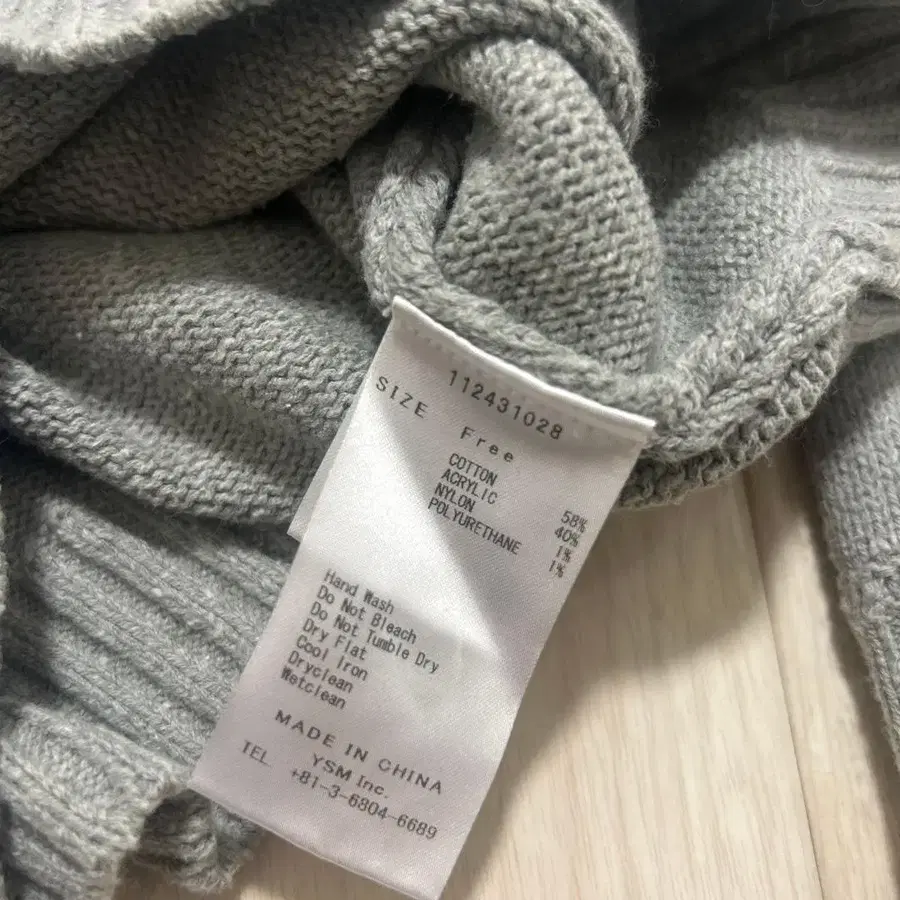 112431028
SIZE
Free
COTTON 58%
ACRYLIC 40%
NYLON 1%
POLYURETHANE 1%
Hand Wash
Do Not Bleach
Do Not Tumble Dry
Dry Flat
Cool Iron
Dryclean
Wetclean
MADE IN CHINA
YSM Inc.
TEL +81-3-6804-6689